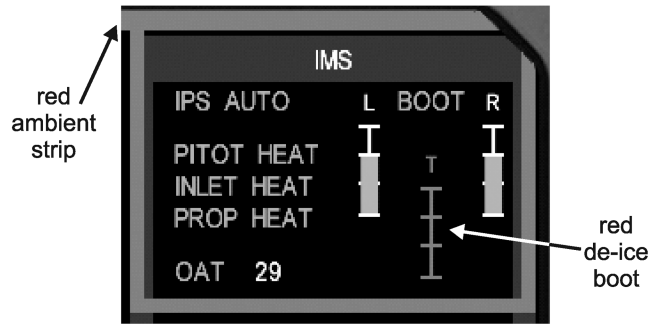 IMS
IPS AUTO L BOOT R
PITOT HEAT T
INLET HEAT
PROP HEAT
OAT 29
red
ambient
strip
red
de-ice
boot